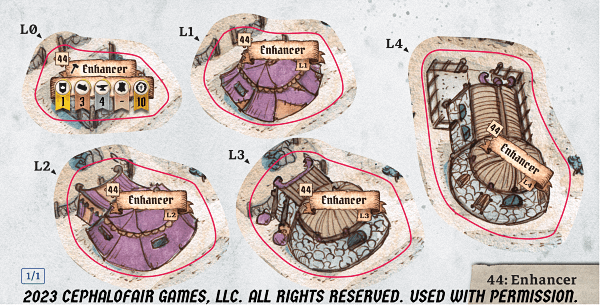 L0
44
Enhancer
1 3 4 - 10
L1
44
Enhancer
L1
L4
44
Enhancer
L4
L2
44
Enhancer
L2
L3
44
Enhancer
L3
1/1
44: Enhancer
2023 CEPHALOFAIR GAMES, LLC. ALL RIGHTS RESERVED. USED WITH PERMISSION.